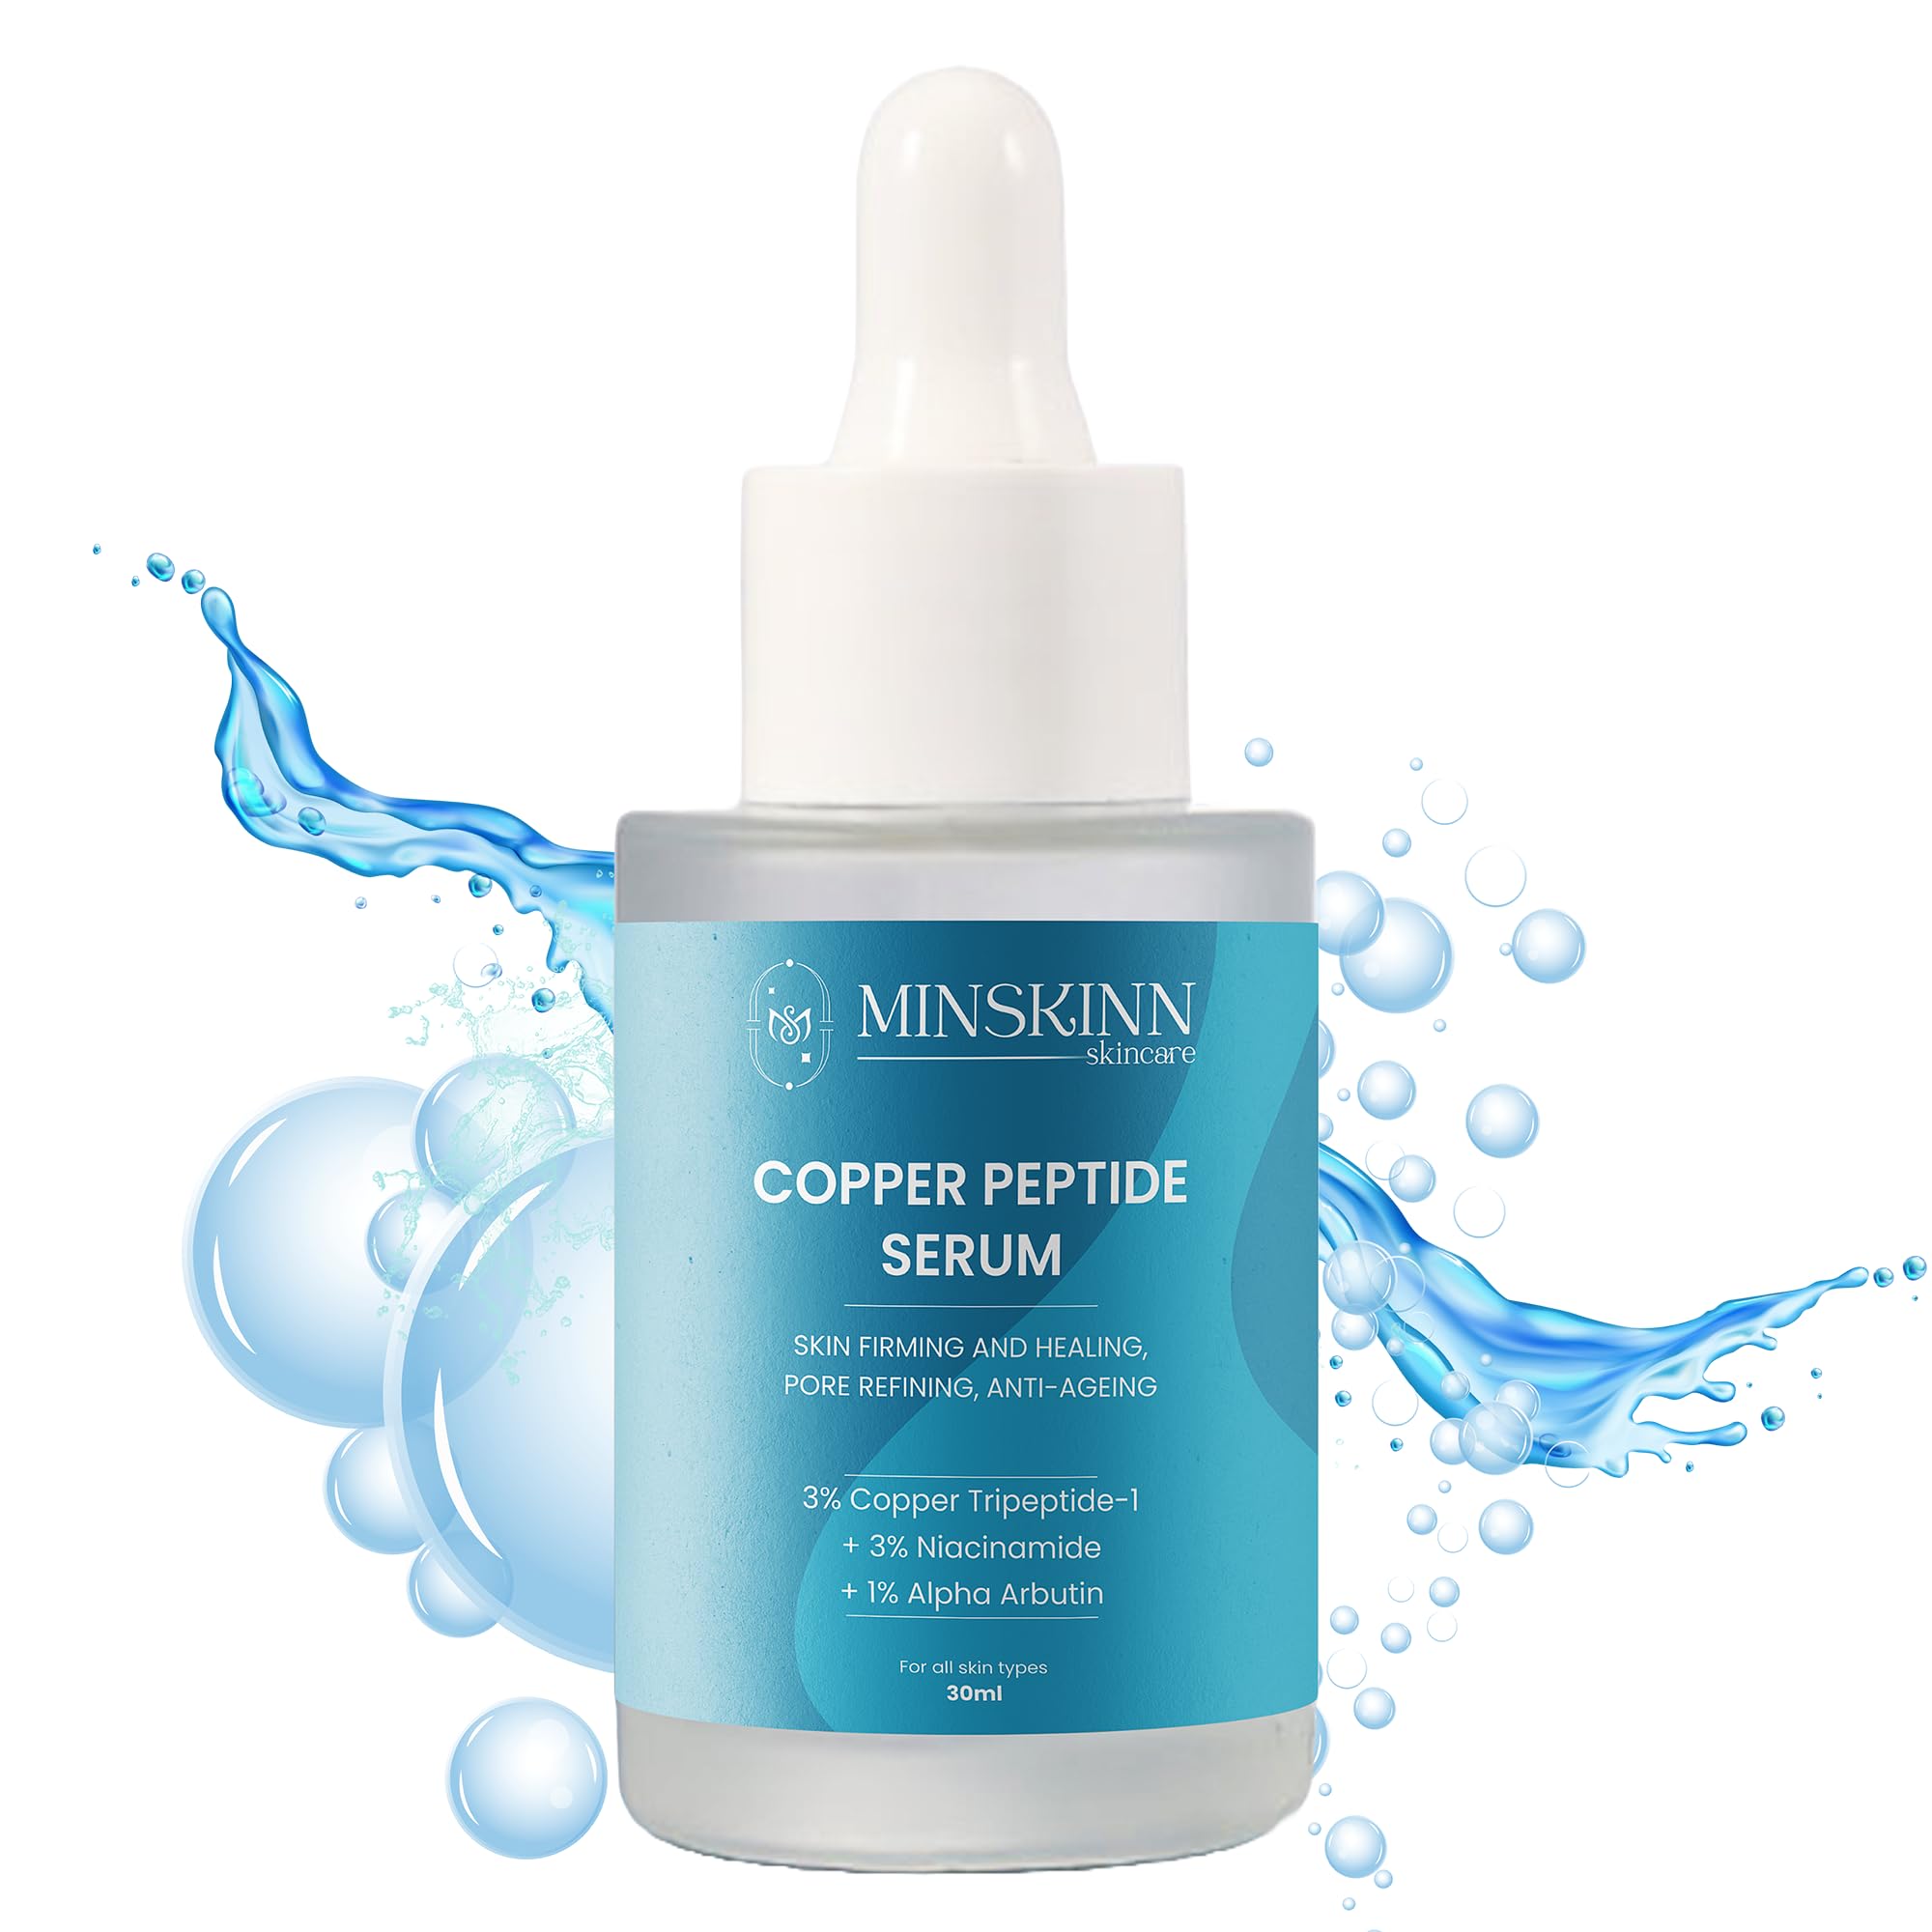 MINSKINN
skincare
COPPER PEPTIDE
SERUM
SKIN FIRMING AND HEALING,
PORE REFINING, ANTI-AGEING
3% Copper Tripeptide-1
+ 3% Niacinamide
+ 1% Alpha Arbutin
For all skin types
30ml